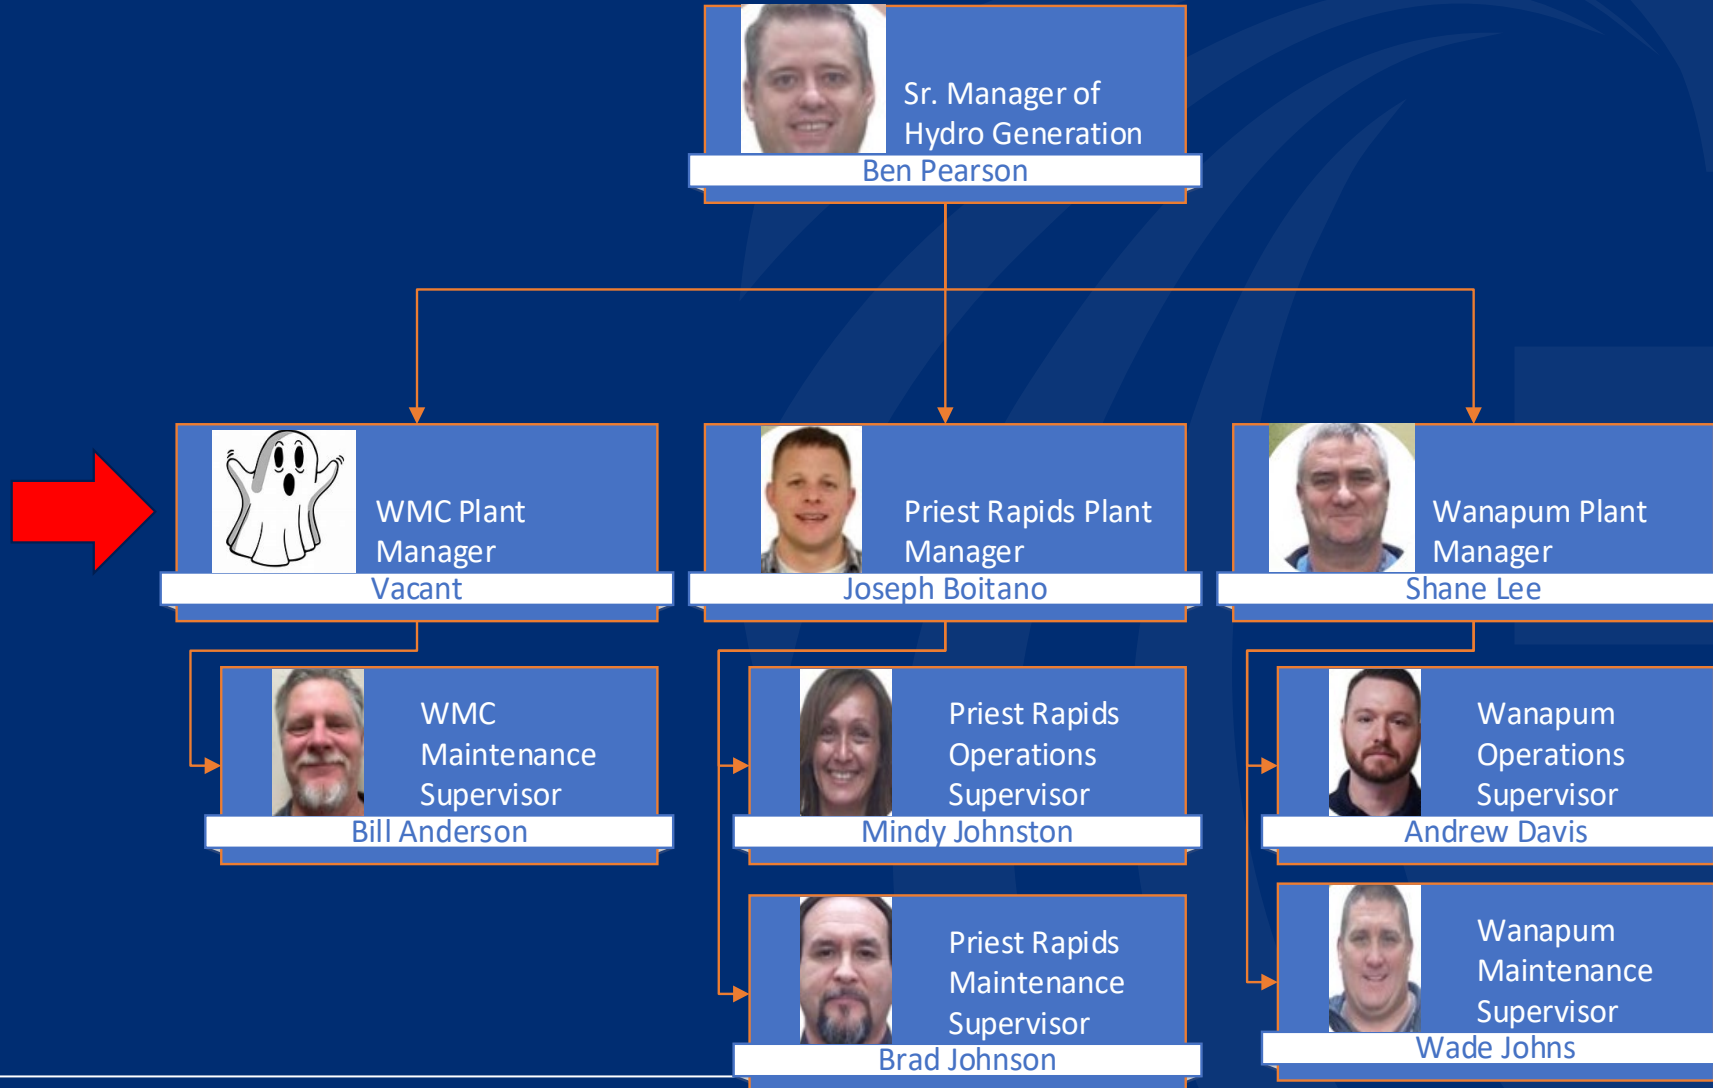 Sr. Manager of
Hydro Generation
Ben Pearson
WMC Plant
Manager
Vacant
Priest Rapids Plant
Manager
Joseph Boitano
Wanapum Plant
Manager
Shane Lee
WMC
Maintenance
Supervisor
Bill Anderson
Priest Rapids
Operations
Supervisor
Mindy Johnston
Wanapum
Operations
Supervisor
Andrew Davis
Priest Rapids
Maintenance
Supervisor
Brad Johnson
Wanapum
Maintenance
Supervisor
Wade Johns